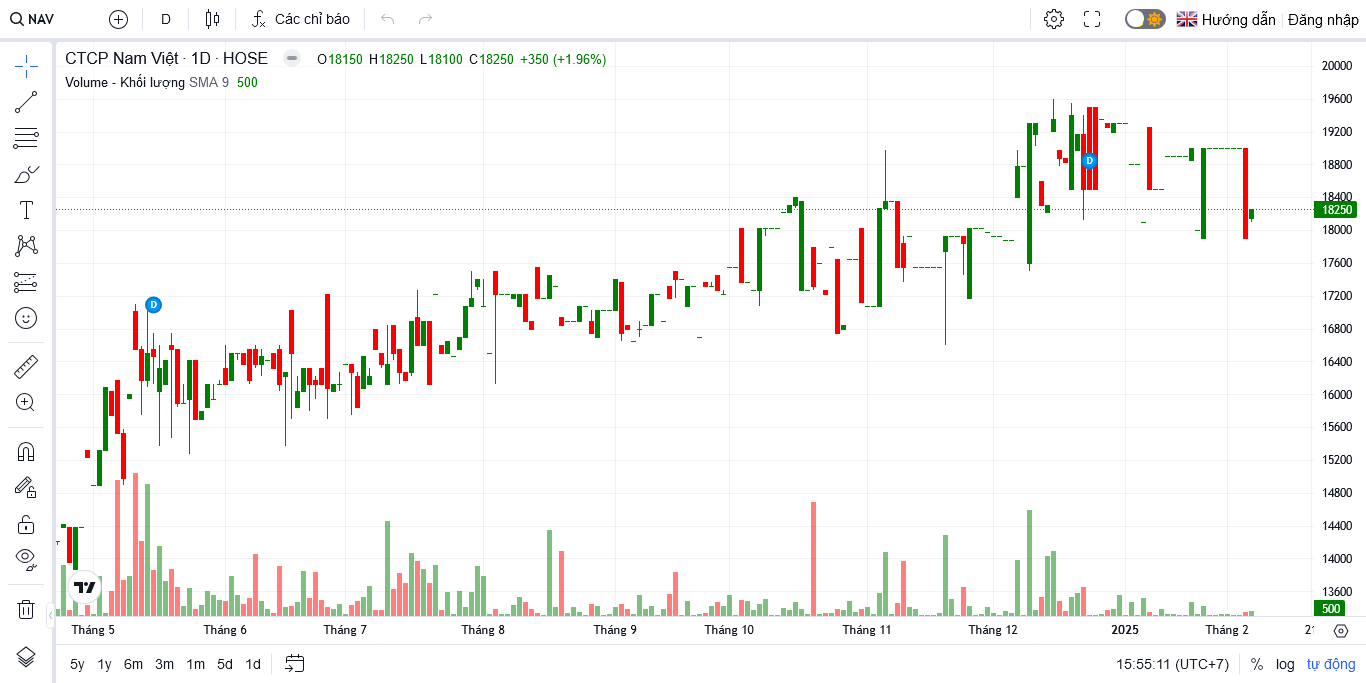 NAV D Các chỉ báo Hướng dẫn Đăng nhập
CTCP Nam Việt · 1D · HOSE O18150 H18250 L18100 C18250 +350 (+1.96%)
Volume - Khối lượng SMA 9 500
20000
19600
19200
18800
18400
18250
18000
17600
17200
16800
16400
16000
15600
15200
14800
14400
14000
13600
500
D
D
Tháng 5 Tháng 6 Tháng 7 Tháng 8 Tháng 9 Tháng 10 Tháng 11 Tháng 12 2025 Tháng 2
5y 1y 6m 3m 1m 5d 1d 15:55:11 (UTC+7) % log tự động